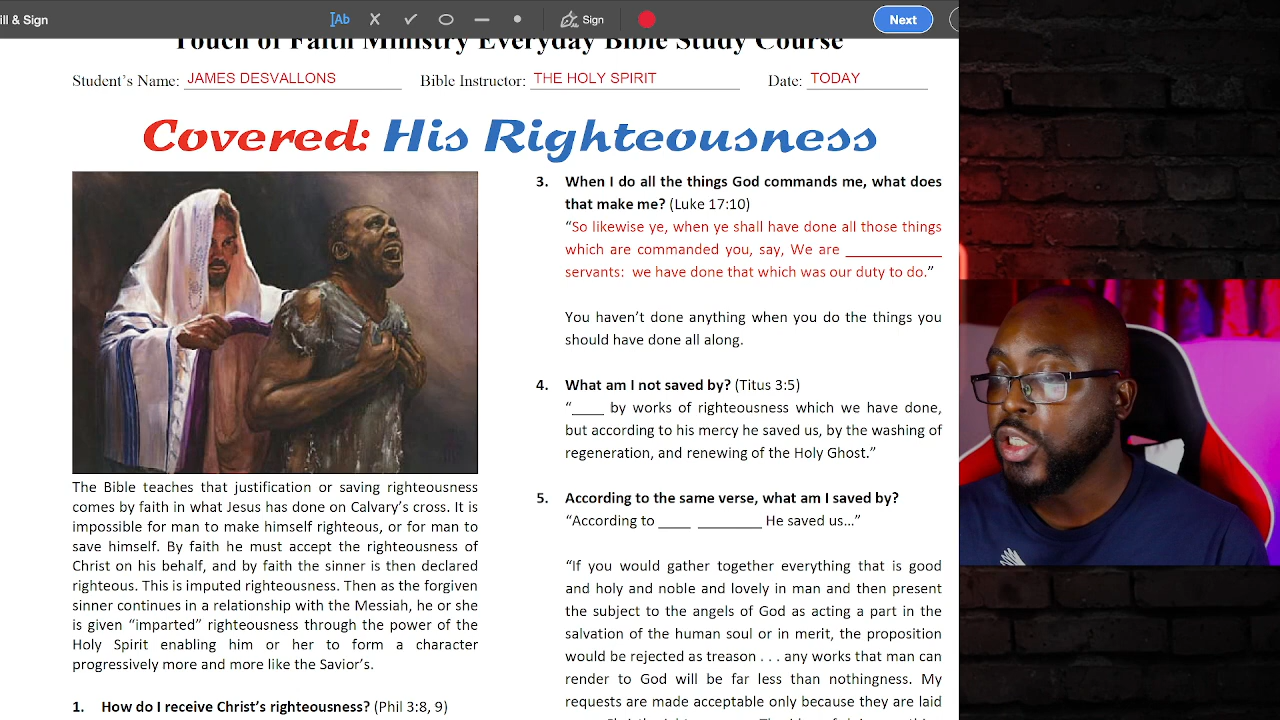 ill & Sign
Ab
Sign
Next
Touch of Faith Ministry Everyday Bible Study Course
Student's Name: JAMES DESVALLONS Bible Instructor: THE HOLY SPIRIT Date: TODAY
Covered: His Righteousness
The Bible teaches that justification or saving righteousness
comes by faith in what Jesus has done on Calvary's cross. It is
impossible for man to make himself righteous, or for man to
save himself. By faith he must accept the righteousness of
Christ on his behalf, and by faith the sinner is then declared
righteous. This is imputed righteousness. Then as the forgiven
sinner continues in a relationship with the Messiah, he or she
is given “imparted” righteousness through the power of the
Holy Spirit enabling him or her to form a character
progressively more and more like the Savior's.
1. How do I receive Christ's righteousness? (Phil 3:8, 9)
3. When I do all the things God commands me, what does
that make me? (Luke 17:10)
“So likewise ye, when ye shall have done all those things
which are commanded you, say, We are ____________
servants: we have done that which was our duty to do.”
You haven't done anything when you do the things you
should have done all along.
4. What am I not saved by? (Titus 3:5)
“____ by works of righteousness which we have done,
but according to his mercy he saved us, by the washing of
regeneration, and renewing of the Holy Ghost.”
5. According to the same verse, what am I saved by?
“According to ____ ________ He saved us…”
“If you would gather together everything that is good
and holy and noble and lovely in man and then present
the subject to the angels of God as acting a part in the
salvation of the human soul or in merit, the proposition
would be rejected as treason . . . any works that man can
render to God will be far less than nothingness. My
requests are made acceptable only because they are laid